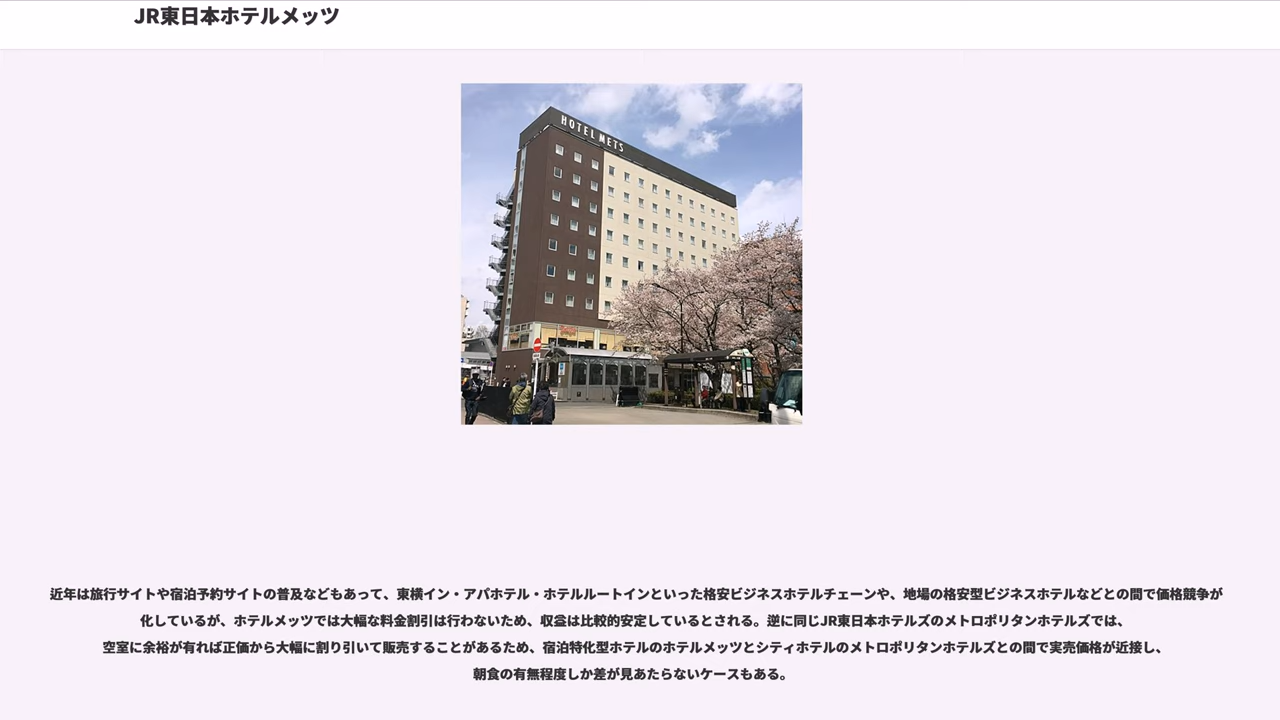 JR東日本ホテルメッツ
HOTEL METS
近年は旅行サイトや宿泊予約サイトの普及などもあって、東横イン・アパホテル・ホテルルートインといった格安ビジネスホテルチェーンや、地場の格安型ビジネスホテルなどとの間で価格競争が
化しているが、ホテルメッツでは大幅な料金割引は行わないため、収益は比較的安定しているとされる。逆に同じJR東日本ホテルズのメトロポリタンホテルズでは、
空室に余裕が有れば正価から大幅に割り引いて販売することがあるため、宿泊特化型ホテルのホテルメッツとシティホテルのメトロポリタンホテルズとの間で実売価格が近接し、
朝食の有無程度しか差が見あたらないケースもある。